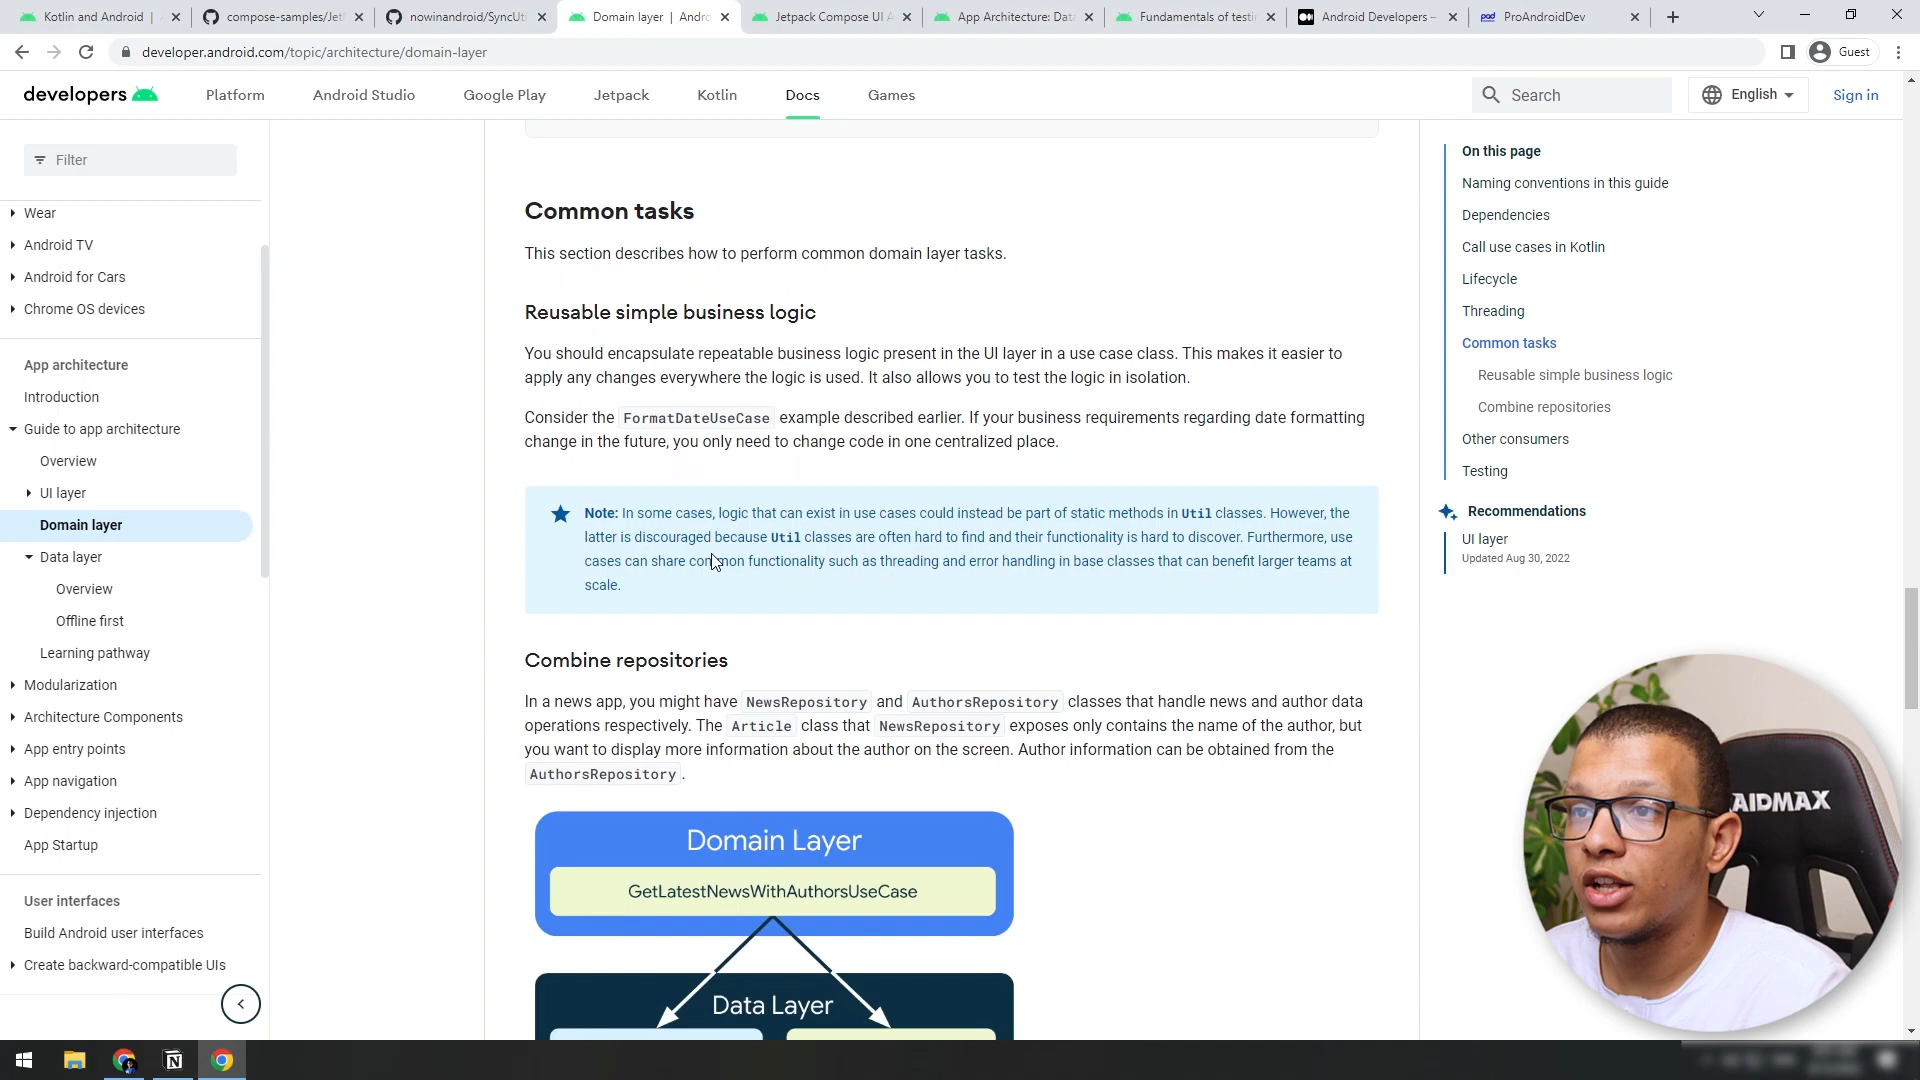 Kotlin and Android |
compose-samples/Jet
nowinandroid/SyncUti
Domain layer | Andro
Jetpack Compose UI A
App Architecture: Dat
Fundamentals of testi
Android Developers –
pad ProAndroidDev
developer.android.com/topic/architecture/domain-layer
Guest
developers
Platform
Android Studio
Google Play
Jetpack
Kotlin
Docs
Games
Search
English
Sign in
Filter
Wear
Android TV
Android for Cars
Chrome OS devices
App architecture
Introduction
Guide to app architecture
Overview
UI layer
Domain layer
Data layer
Overview
Offline first
Learning pathway
Modularization
Architecture Components
App entry points
App navigation
Dependency injection
App Startup
User interfaces
Build Android user interfaces
Create backward-compatible UIs
Common tasks
This section describes how to perform common domain layer tasks.
Reusable simple business logic
You should encapsulate repeatable business logic present in the UI layer in a use case class. This makes it easier to
apply any changes everywhere the logic is used. It also allows you to test the logic in isolation.
Consider the FormatDateUseCase example described earlier. If your business requirements regarding date formatting
change in the future, you only need to change code in one centralized place.
Note: In some cases, logic that can exist in use cases could instead be part of static methods in Util classes. However, the
latter is discouraged because Util classes are often hard to find and their functionality is hard to discover. Furthermore, use
cases can share common functionality such as threading and error handling in base classes that can benefit larger teams at
scale.
Combine repositories
In a news app, you might have NewsRepository and AuthorsRepository classes that handle news and author data
operations respectively. The Article class that NewsRepository exposes only contains the name of the author, but
you want to display more information about the author on the screen. Author information can be obtained from the
AuthorsRepository.
Domain Layer
GetLatestNewsWithAuthorsUseCase
Data Layer
On this page
Naming conventions in this guide
Dependencies
Call use cases in Kotlin
Lifecycle
Threading
Common tasks
Reusable simple business logic
Combine repositories
Other consumers
Testing
Recommendations
UI layer
Updated Aug 30, 2022
AIDMAX